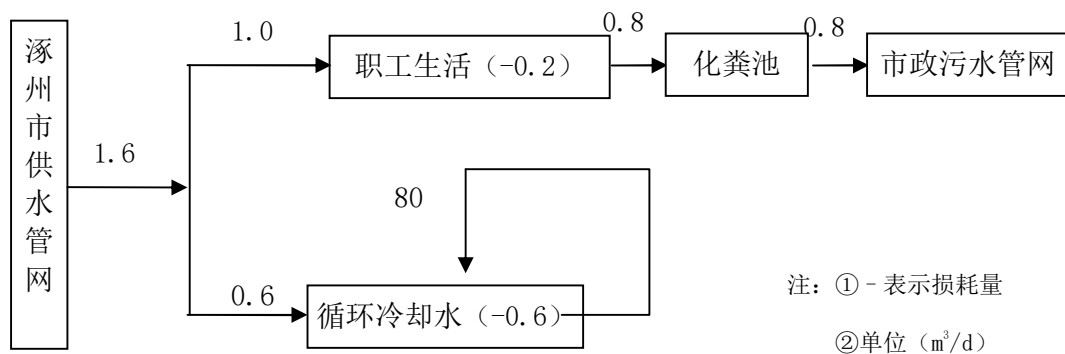 涿州市供水管网
1.6
1.0
职工生活（-0.2）
0.8
化粪池
0.8
市政污水管网
80
0.6
循环冷却水（-0.6）
注：①-表示损耗量
②单位（m³/d）